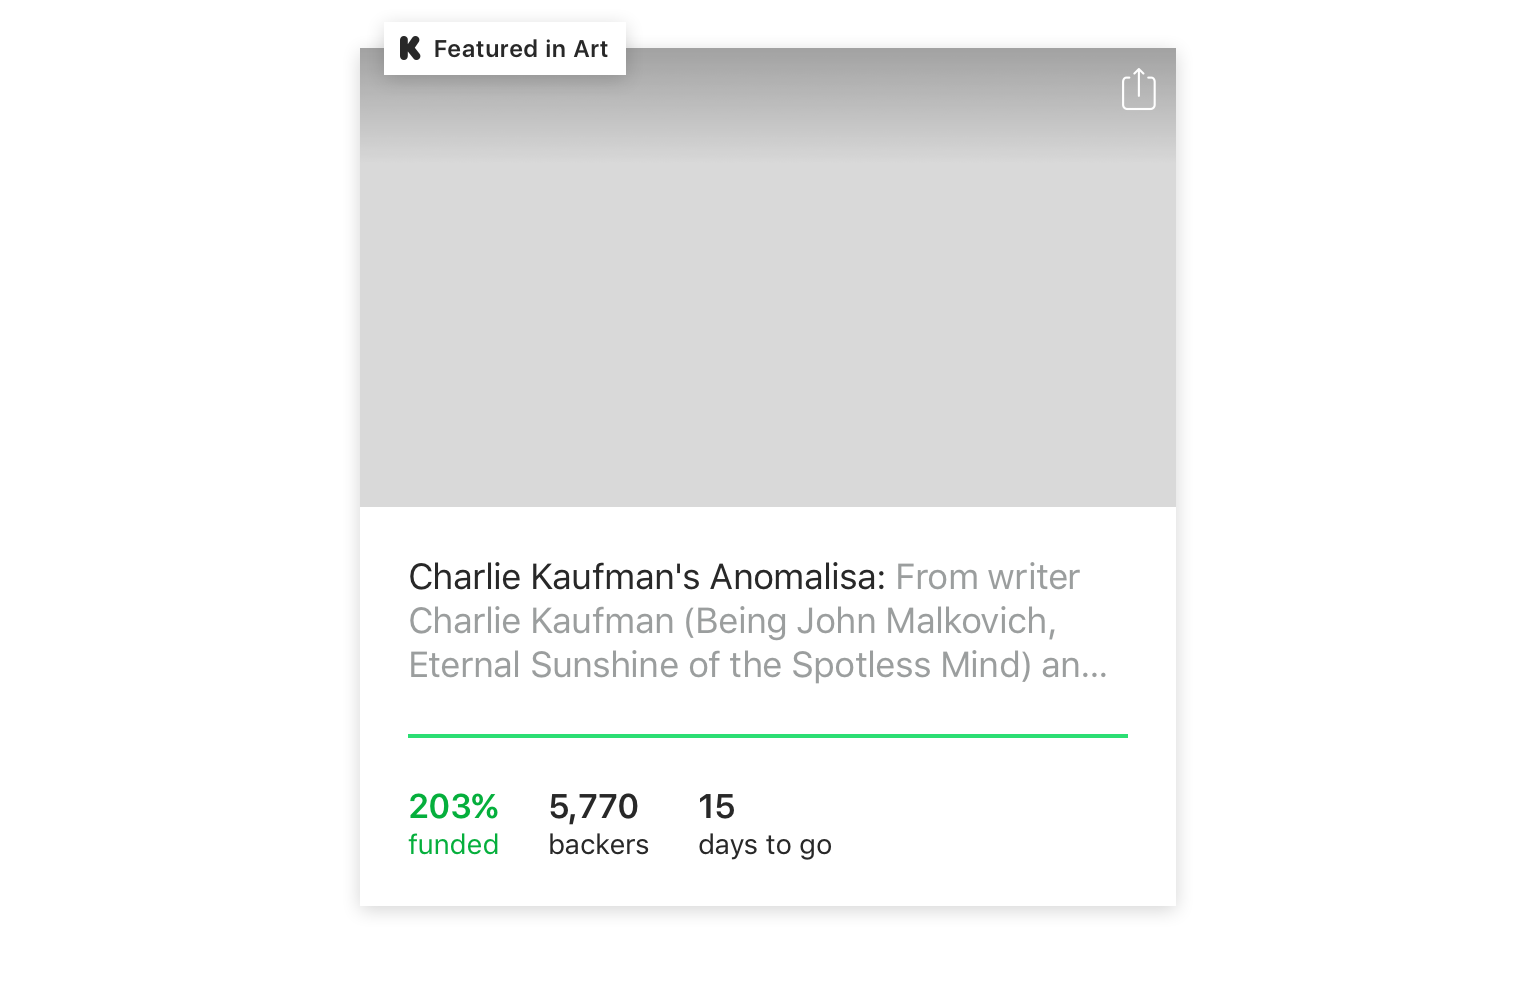 Featured in Art
Charlie Kaufman's Anomalisa: From writer
Charlie Kaufman (Being John Malkovich,
Eternal Sunshine of the Spotless Mind) an...
203% 5,770 15
funded backers days to go